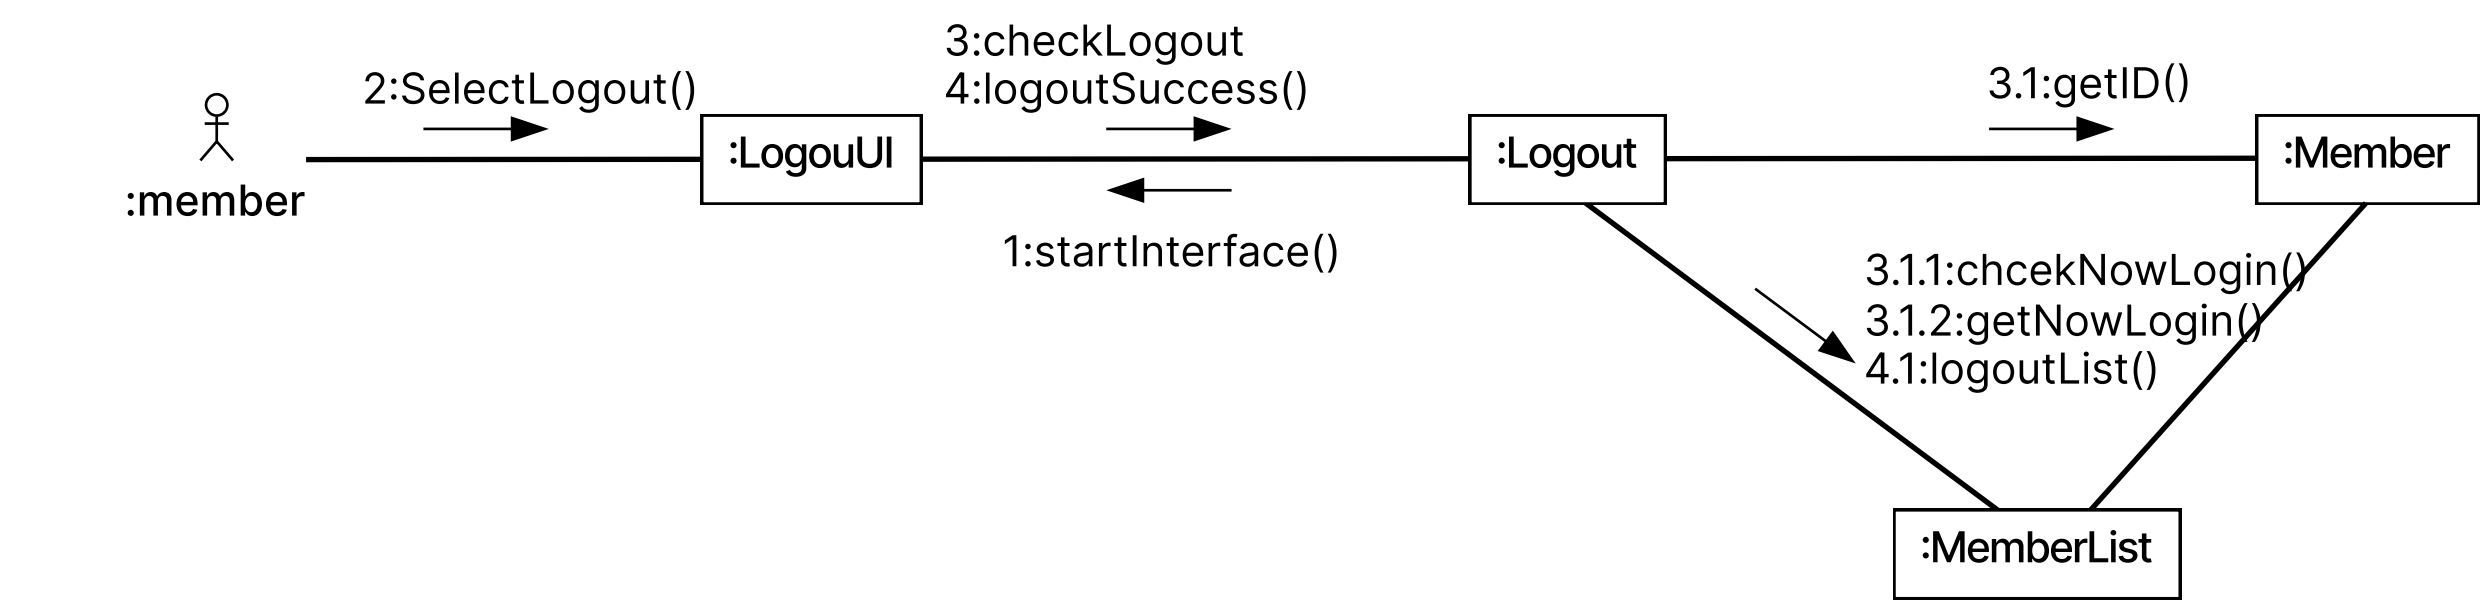 3:checkLogout
2:SelectLogout()
4:logoutSuccess()
3.1:getID()
:member
:LogouUI
:Logout
:Member
1:startInterface()
3.1.1:chcekNowLogin()
3.1.2:getNowLogin()
4.1:logoutList()
:MemberList